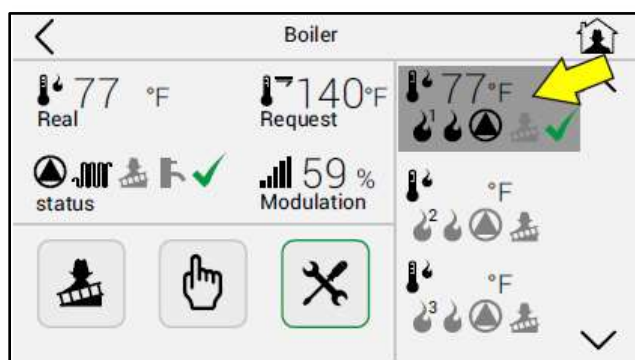 Boiler
77 °F
Real
140°F
Request
status
59 %
Modulation
77°F
1
°F
2
°F
3